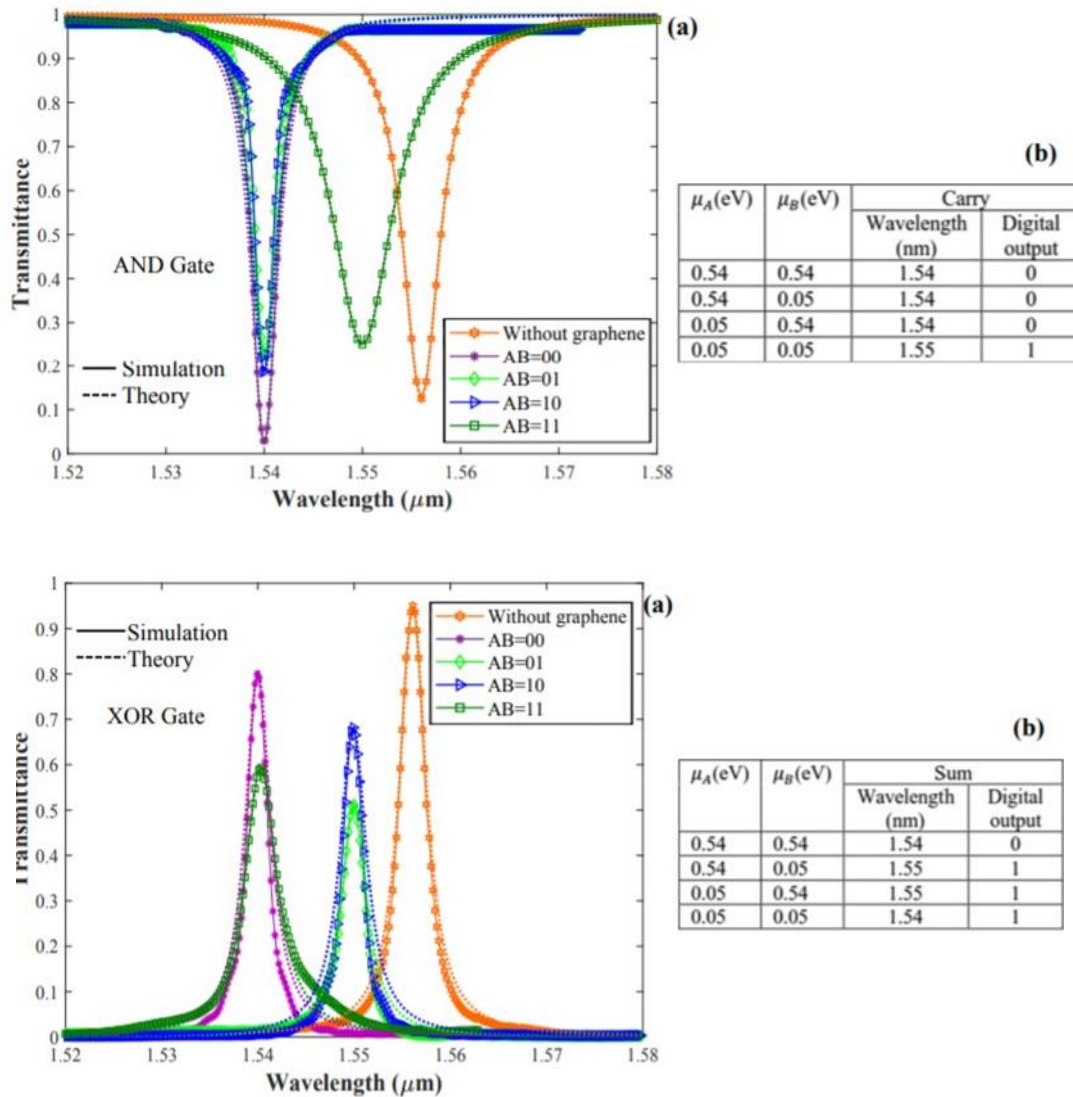 (a)
1
0.9
0.8
0.7
0.6
0.5
0.4
0.3
0.2
0.1
0
Transmittance
AND Gate
Simulation
Theory
Without graphene
AB=00
AB=01
AB=10
AB=11
1.52 1.53 1.54 1.55 1.56 1.57 1.58
Wavelength (μm)
(b)
μA(eV) μB(eV) Carry
Wavelength (nm) Digital output
0.54 0.54 1.54 0
0.54 0.05 1.54 0
0.05 0.54 1.54 0
0.05 0.05 1.55 1
(a)
1
0.9
0.8
0.7
0.6
0.5
0.4
0.3
0.2
0.1
0
Transmittance
Simulation
Theory
XOR Gate
Without graphene
AB=00
AB=01
AB=10
AB=11
1.52 1.53 1.54 1.55 1.56 1.57 1.58
Wavelength (μm)
(b)
μA(eV) μB(eV) Sum
Wavelength (nm) Digital output
0.54 0.54 1.54 0
0.54 0.05 1.55 1
0.05 0.54 1.55 1
0.05 0.05 1.54 1